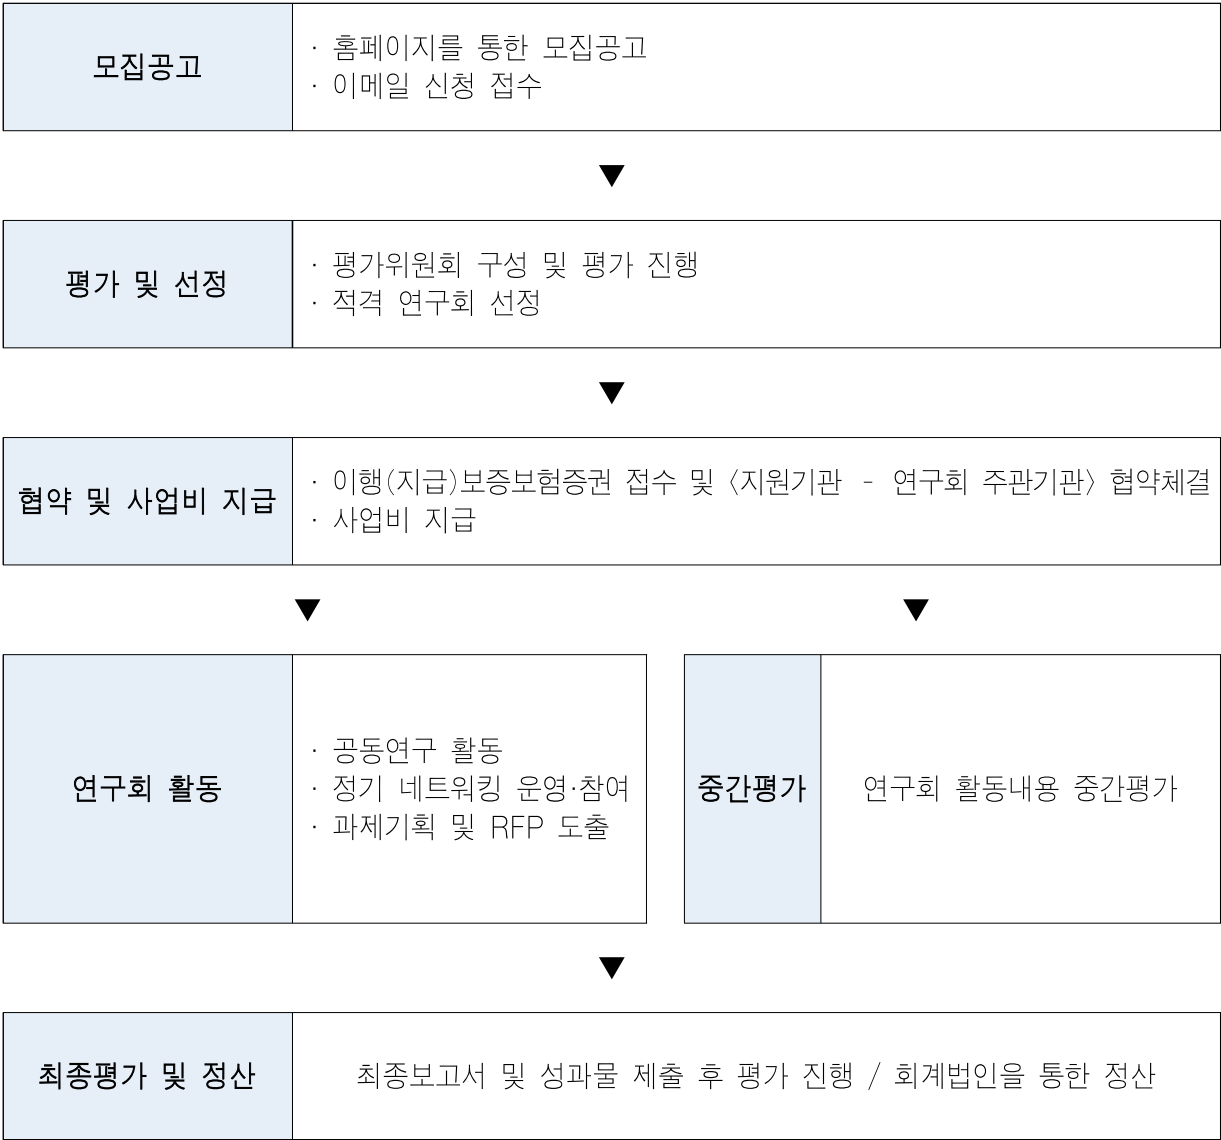 모집공고
· 홈페이지를 통한 모집공고
· 이메일 신청 접수
▼
평가 및 선정
· 평가위원회 구성 및 평가 진행
· 적격 연구회 선정
▼
협약 및 사업비 지급
· 이행(지급)보증보험증권 접수 및 <지원기관 - 연구회 주관기관> 협약체결
· 사업비 지급
▼ ▼
연구회 활동
· 공동연구 활동
· 정기 네트워킹 운영·참여
· 과제기획 및 RFP 도출
중간평가
연구회 활동내용 중간평가
▼
최종평가 및 정산
최종보고서 및 성과물 제출 후 평가 진행 / 회계법인을 통한 정산